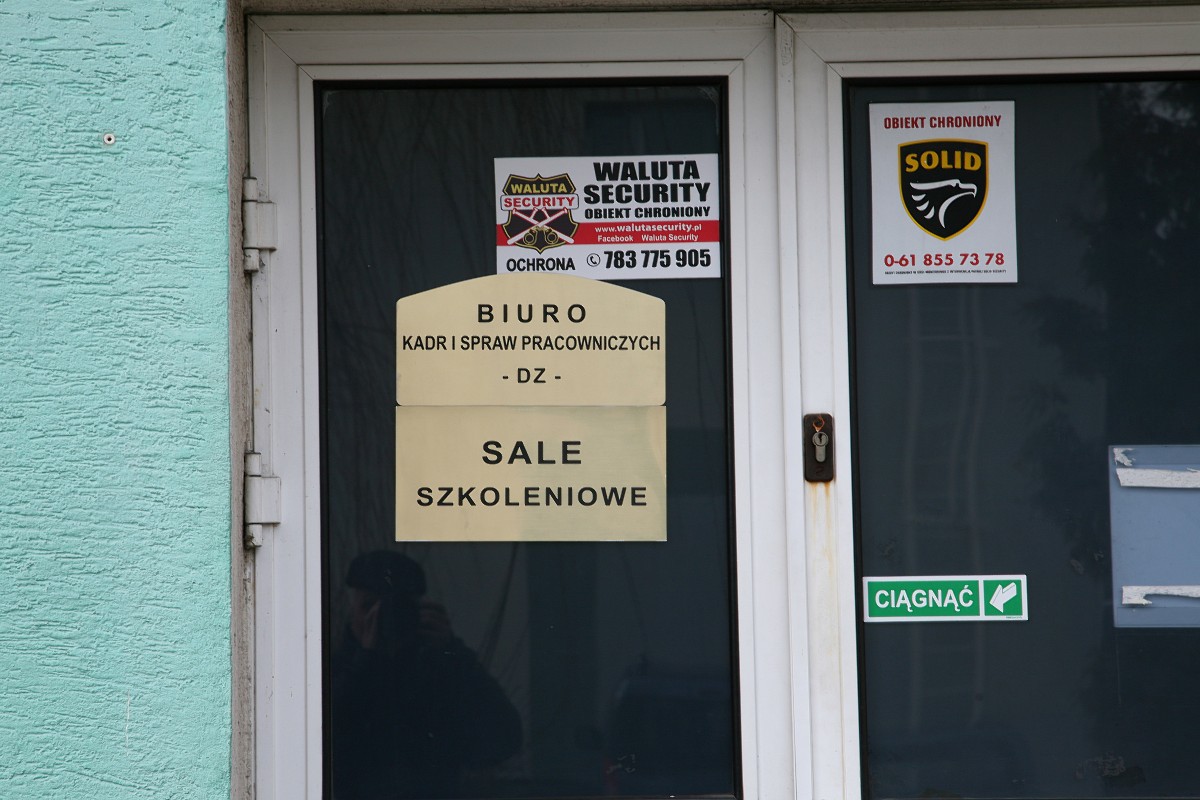 WALUTA
SECURITY
WALUTA
SECURITY
OBIEKT CHRONIONY
www.walutasecurity.pl
Facebook Waluta Security
OCHRONA 783 775 905
BIURO
KADR I SPRAW PRACOWNICZYCH
- DZ -
SALE
SZKOLENIOWE
OBIEKT CHRONIONY
SOLID
0-61 855 73 78
CIĄGNĄĆ